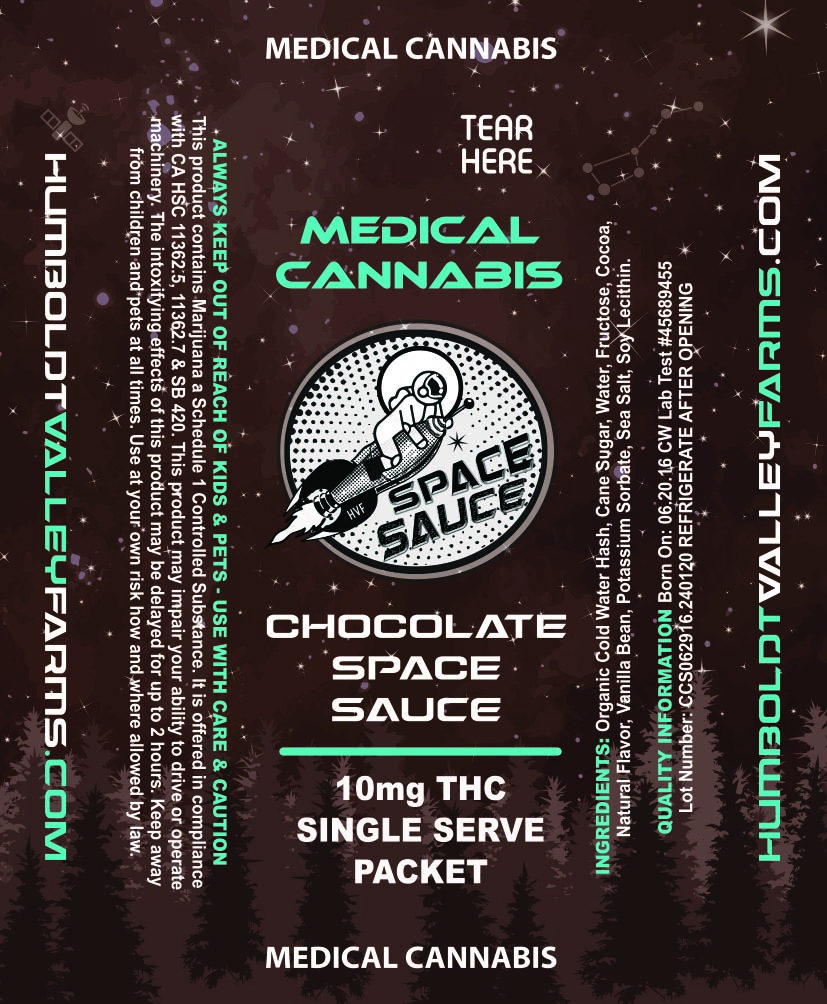 MEDICAL CANNABIS
TEAR
HERE
MEDICAL
CANNABIS
SPACE
SAUCE
HVF
CHOCOLATE
SPACE
SAUCE
10mg THC
SINGLE SERVE
PACKET
MEDICAL CANNABIS
HUMBOLDTVALLEYFARMS.COM
ALWAYS KEEP OUT OF REACH OF KIDS & PETS - USE WITH CARE & CAUTION
This product contains Marijuana a Schedule 1 Controlled Substance. It is offered in compliance
with CA HSC 11362.5, 11362.7 & SB 420. This product may impair your ability to drive or operate
machinery. The intoxifying effects of this product may be delayed for up to 2 hours. Keep away
from children and pets at all times. Use at your own risk how and where allowed by law.
INGREDIENTS: Organic Cold Water Hash, Cane Sugar, Water, Fructose, Cocoa,
Natural Flavor, Vanilla Bean, Potassium Sorbate, Sea Salt, Soy Lecithin.
QUALITY INFORMATION Born On: 06.20.16 CW Lab Test #45689455
Lot Number: CCS062916.240120 REFRIGERATE AFTER OPENING
HUMBOLDTVALLEYFARMS.COM